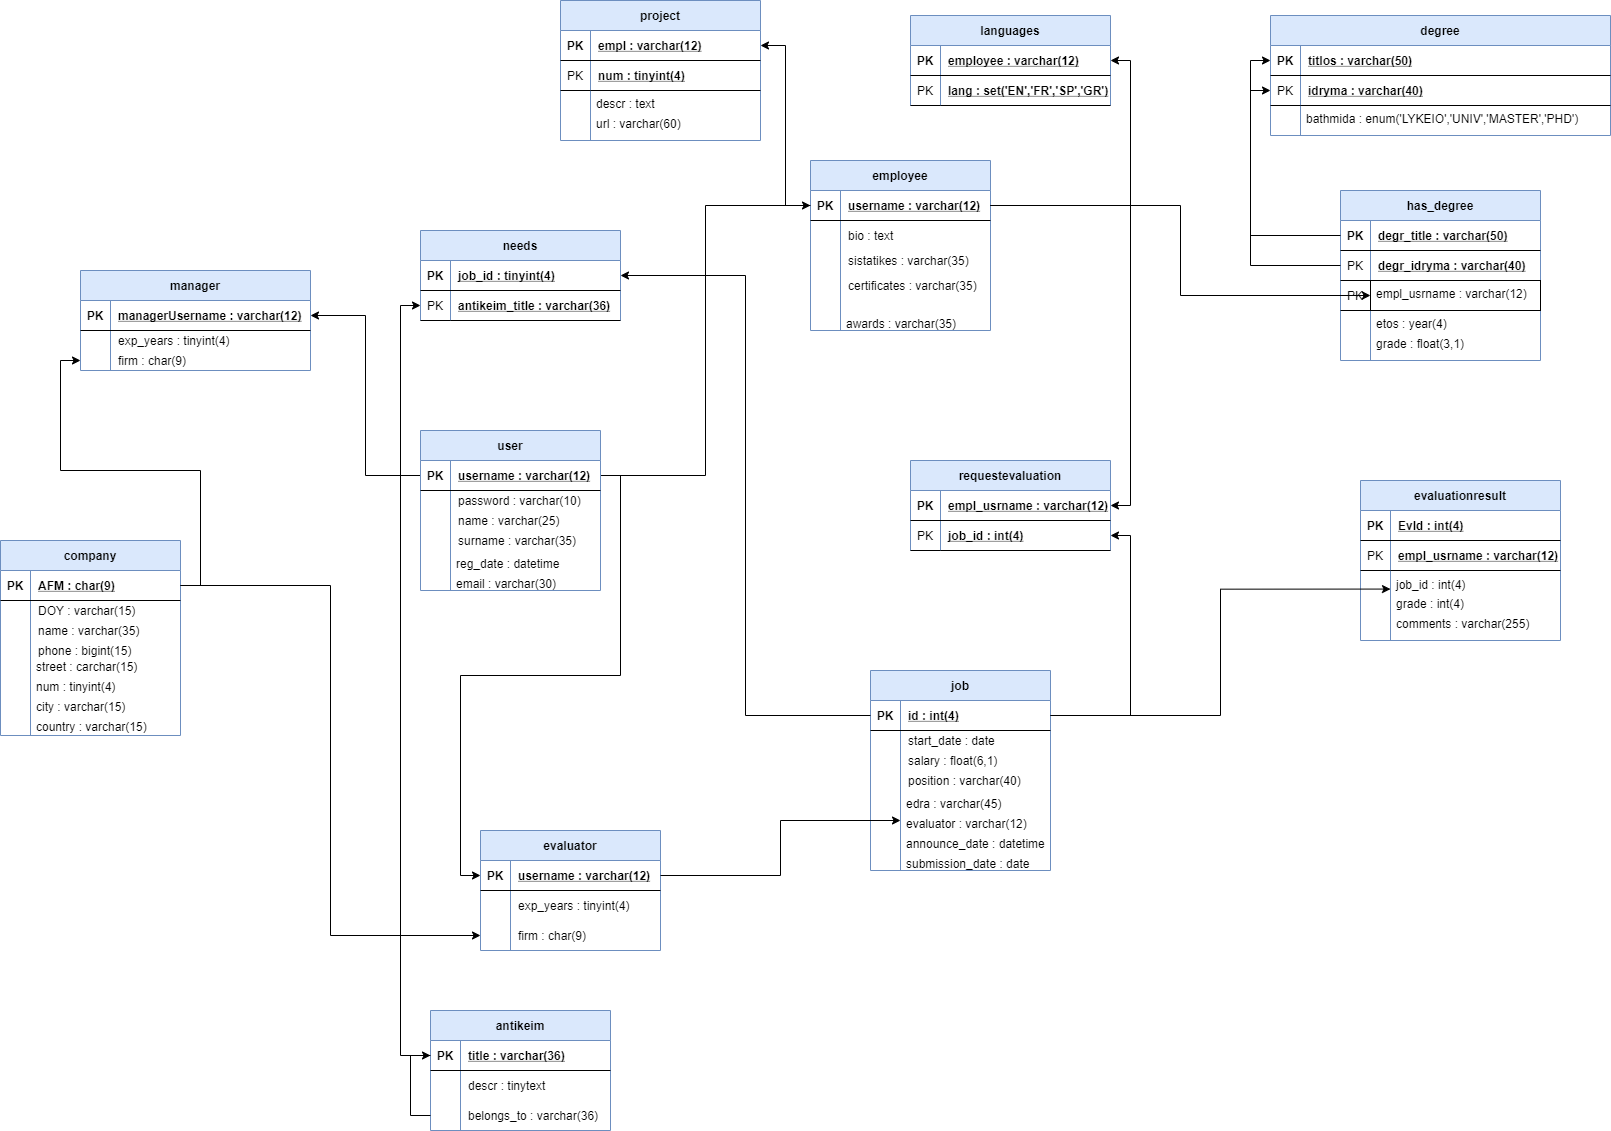 project
PK empl : varchar(12)
PK num : tinyint(4)
descr : text
url : varchar(60)
languages
PK employee : varchar(12)
PK lang : set('EN','FR','SP','GR')
degree
PK titlos : varchar(50)
PK idryma : varchar(40)
bathmida : enum('LYKEIO','UNIV','MASTER','PHD')
employee
PK username : varchar(12)
bio : text
sistatikes : varchar(35)
certificates : varchar(35)
awards : varchar(35)
has_degree
PK degr_title : varchar(50)
PK degr_idryma : varchar(40)
PK empl_usrname : varchar(12)
etos : year(4)
grade : float(3,1)
needs
PK job_id : tinyint(4)
PK antikeim_title : varchar(36)
manager
PK managerUsername : varchar(12)
exp_years : tinyint(4)
firm : char(9)
user
PK username : varchar(12)
password : varchar(10)
name : varchar(25)
surname : varchar(35)
reg_date : datetime
email : varchar(30)
requestevaluation
PK empl_usrname : varchar(12)
PK job_id : int(4)
evaluationresult
PK EvId : int(4)
PK empl_usrname : varchar(12)
job_id : int(4)
grade : int(4)
comments : varchar(255)
company
PK AFM : char(9)
DOY : varchar(15)
name : varchar(35)
phone : bigint(15)
street : carchar(15)
num : tinyint(4)
city : varchar(15)
country : varchar(15)
job
PK id : int(4)
start_date : date
salary : float(6,1)
position : varchar(40)
edra : varchar(45)
evaluator : varchar(12)
announce_date : datetime
submission_date : date
evaluator
PK username : varchar(12)
exp_years : tinyint(4)
firm : char(9)
antikeim
PK title : varchar(36)
descr : tinytext
belongs_to : varchar(36)